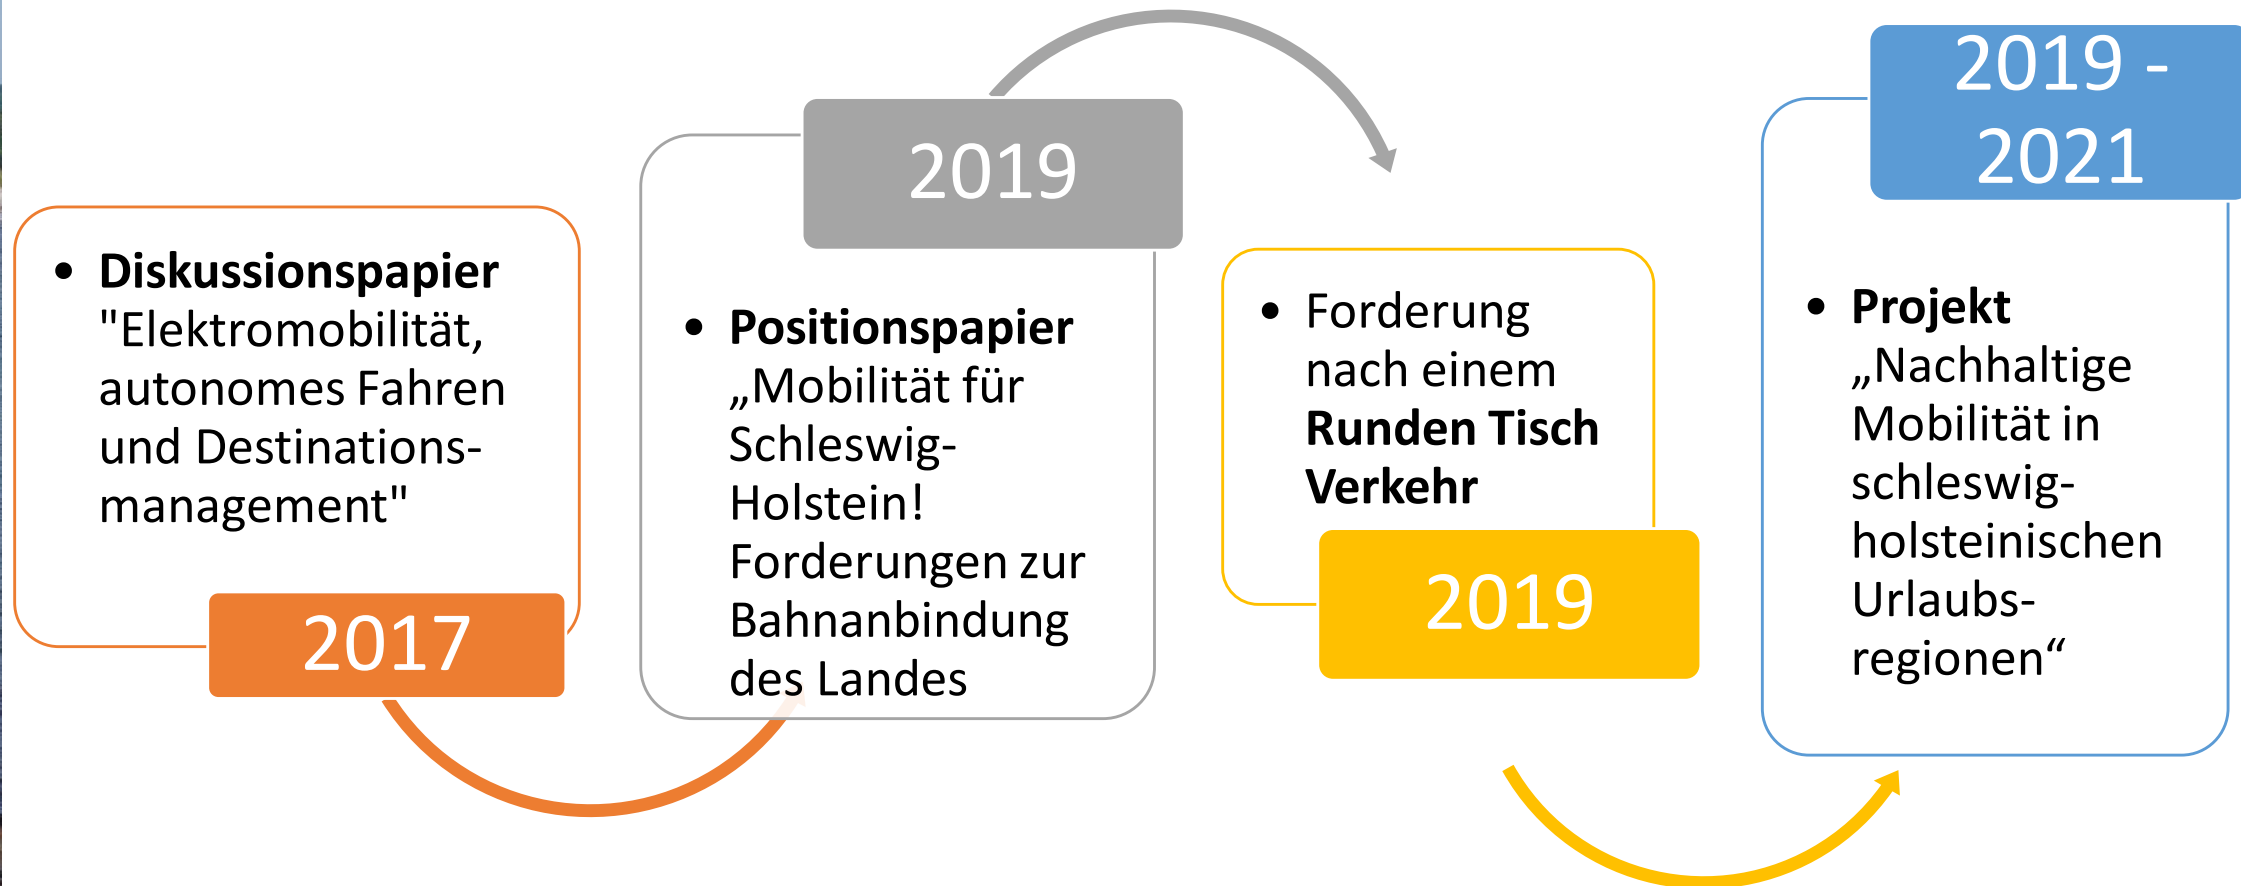 • Diskussionspapier
"Elektromobilität,
autonomes Fahren
und Destinations-
management"
2017
2019
• Positionspapier
„Mobilität für
Schleswig-
Holstein!
Forderungen zur
Bahnanbindung
des Landes
• Forderung
nach einem
Runden Tisch
Verkehr
2019
2019 -
2021
• Projekt
„Nachhaltige
Mobilität in
schleswig-
holsteinischen
Urlaubs-
regionen“